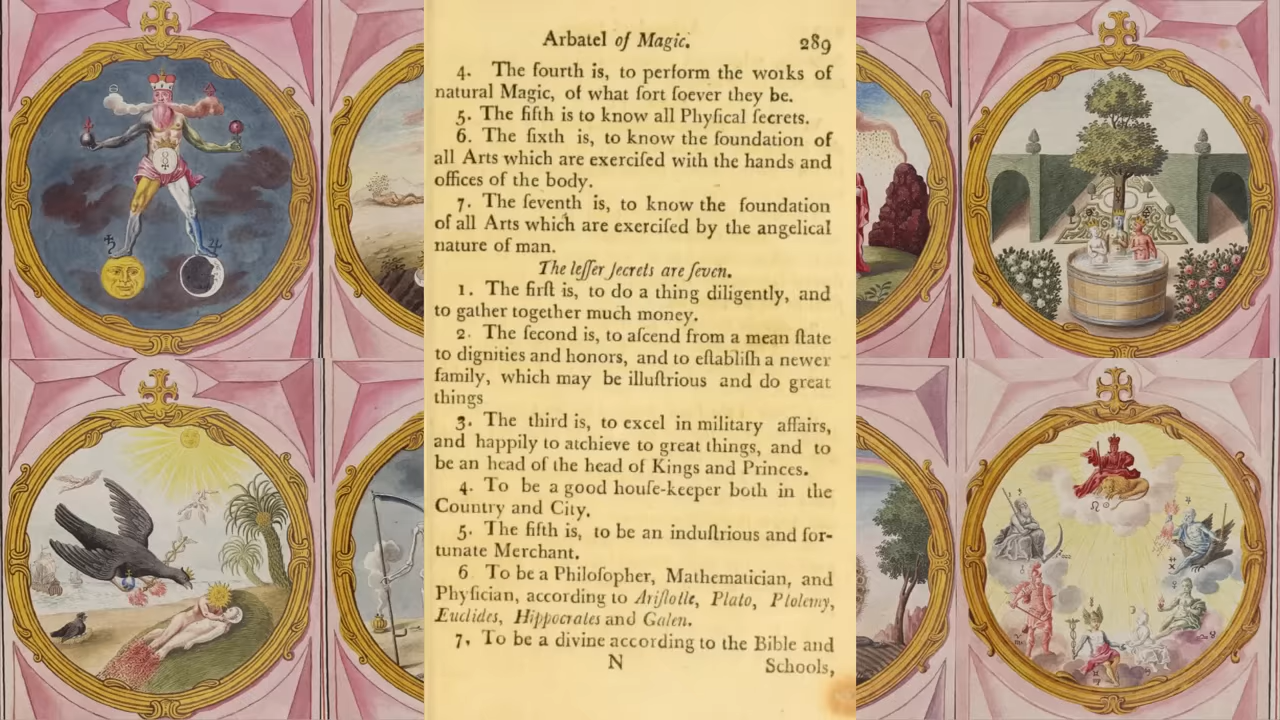 Arbatel of Magic. 289
4. The fourth is, to perform the works of
natural Magic, of what ſort ſoever they be.
5. The fifth is to know all Phyſical ſecrets.
6. The ſixth is, to know the foundation of
all Arts which are exerciſed with the hands and
offices of the body.
7. The ſeventh is, to know the foundation
of all Arts which are exerciſed by the angelical
nature of man.
The leſſer ſecrets are ſeven.
1. The firſt is, to do a thing diligently, and
to gather together much money.
2. The ſecond is, to aſcend from a mean ſtate
to dignities and honors, and to eſtabliſh a newer
family, which may be illuſtrious and do great
things
3. The third is, to excel in military affairs,
and happily to atchieve to great things, and to
be an head of the head of Kings and Princes.
4. To be a good houſe-keeper both in the
Country and City.
5. The fifth is, to be an induſtrious and for-
tunate Merchant.
6 To be a Philoſopher, Mathematician, and
Phyſician, according to Ariſtotle, Plato, Ptolemy,
Euclides, Hippocrates and Galen.
7. To be a divine according to the Bible and
N Schools,